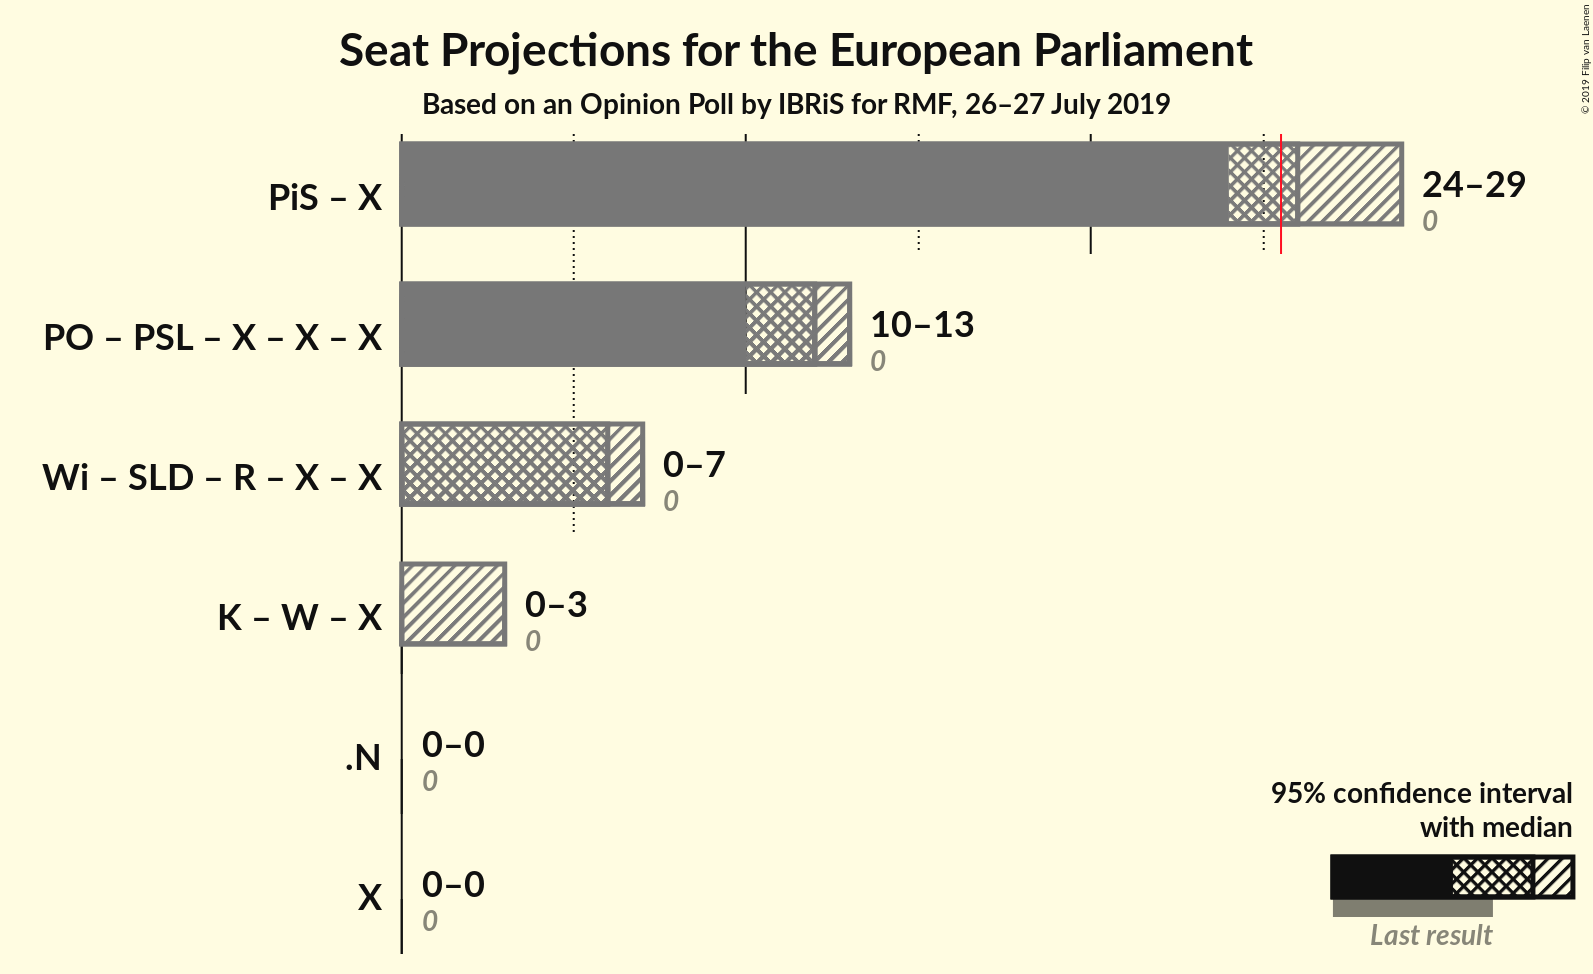 Seat Projections for the European Parliament
Based on an Opinion Poll by IBRiS for RMF, 26–27 July 2019
© 2019 Filip van Laenen
PiS – X
24–29
0
PO – PSL – X – X – X
10–13
0
Wi – SLD – R – X – X
0–7
0
K – W – X
0–3
0
.N
0–0
0
X
0–0
0
95% confidence interval
with median
Last result